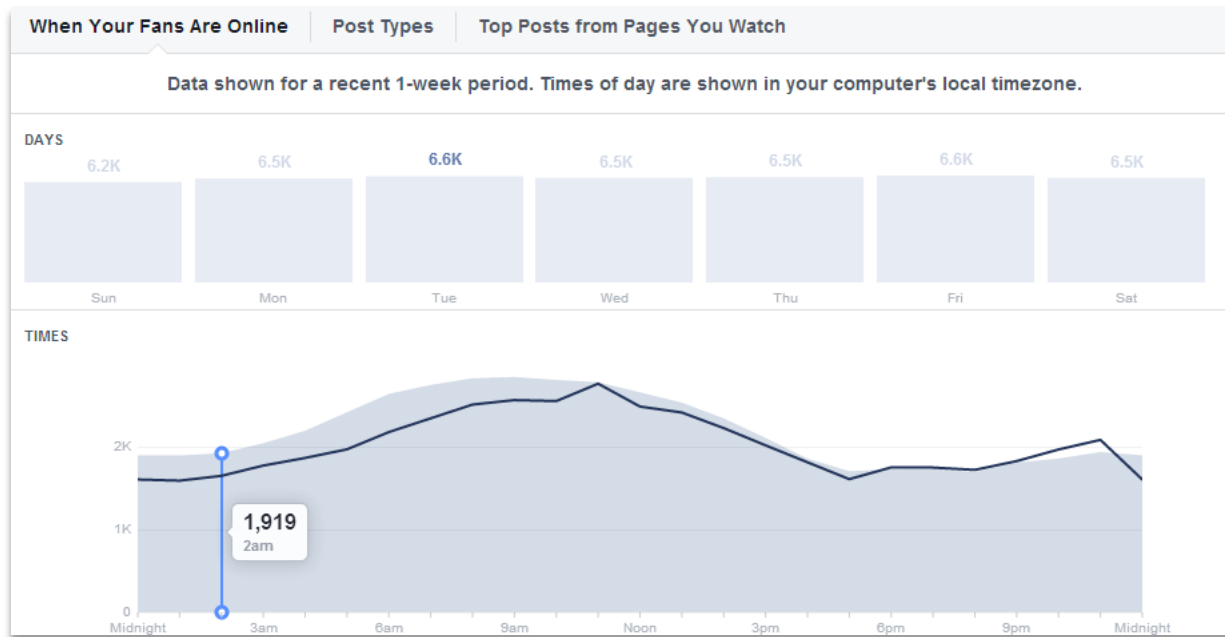 When Your Fans Are Online Post Types Top Posts from Pages You Watch
Data shown for a recent 1-week period. Times of day are shown in your computer's local timezone.
DAYS
6.2K 6.5K 6.6K 6.5K 6.5K 6.6K 6.5K
Sun Mon Tue Wed Thu Fri Sat
TIMES
2K
1K
1,919
2am
0
Midnight 3am 6am 9am Noon 3pm 6pm 9pm Midnight